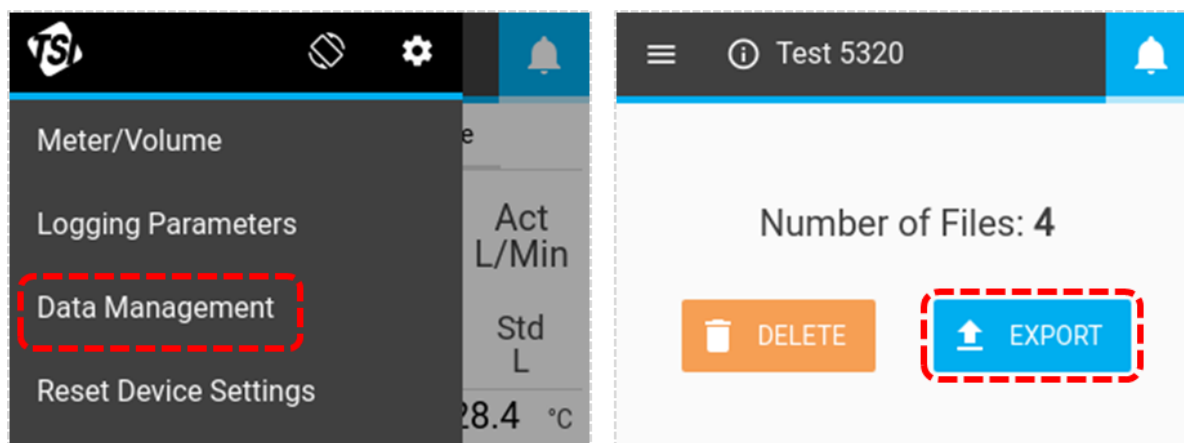 TSI
Meter/Volume
e
Logging Parameters
Act
L/Min
Data Management
Std
L
Reset Device Settings
28.4 °C
Test 5320
Number of Files: 4
DELETE
EXPORT